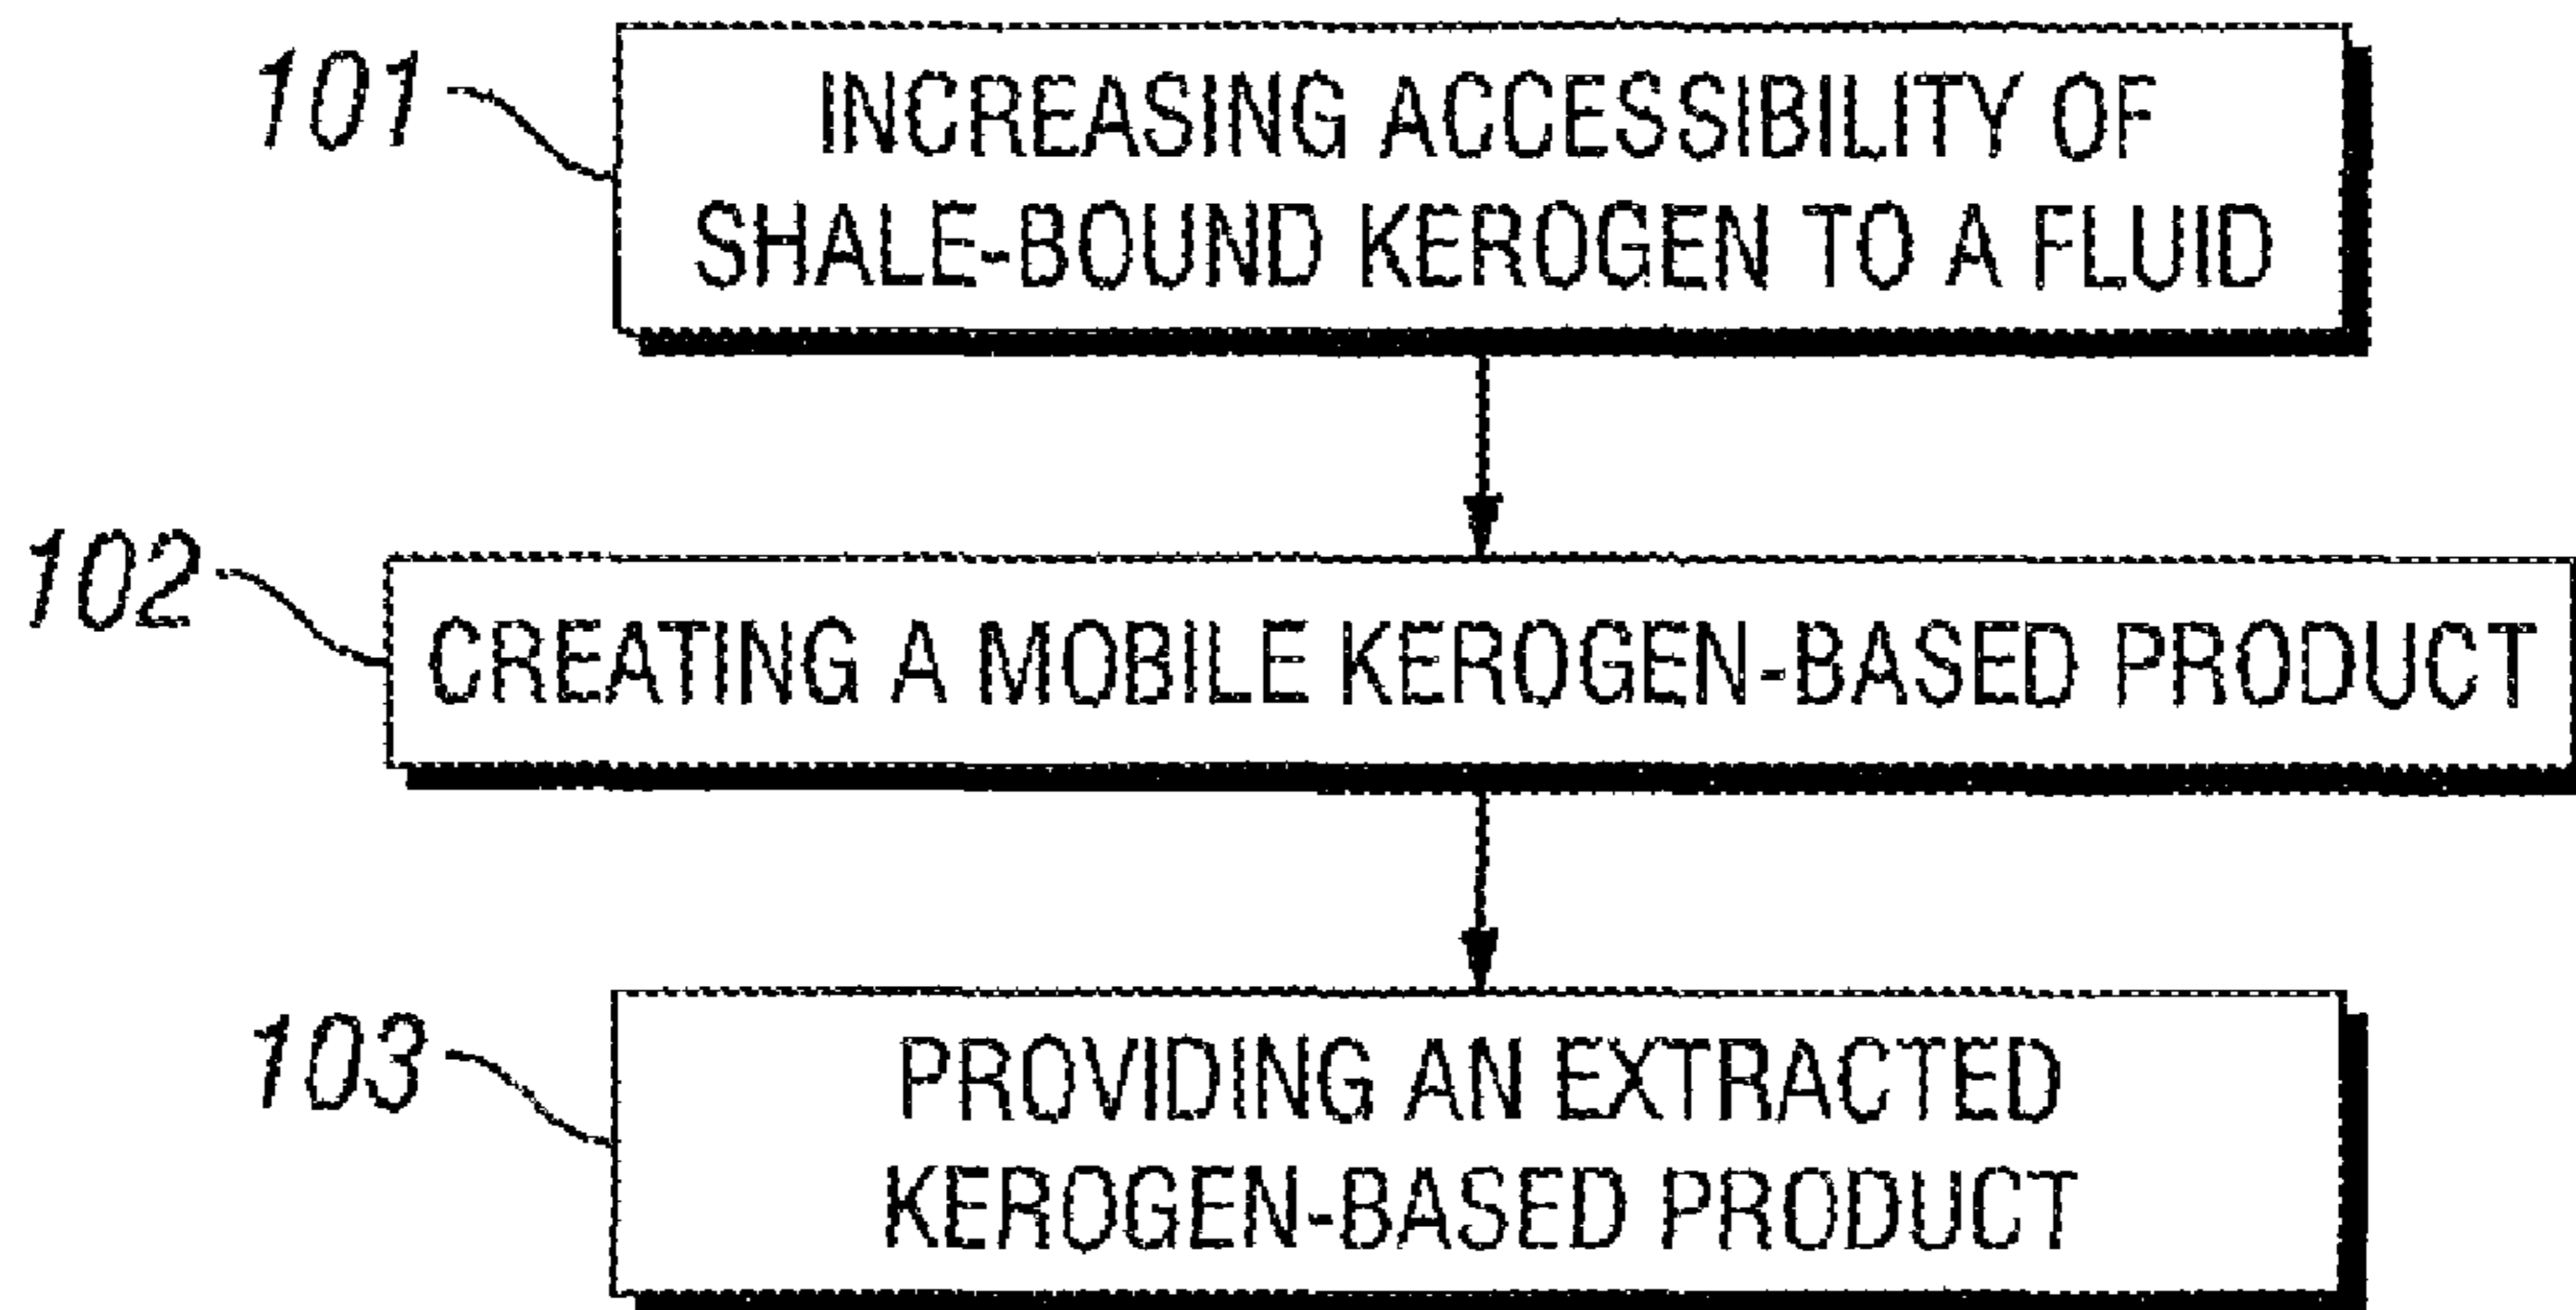 101
INCREASING ACCESSIBILITY OF
SHALE-BOUND KEROGEN TO A FLUID
102
CREATING A MOBILE KEROGEN-BASED PRODUCT
103
PROVIDING AN EXTRACTED
KEROGEN-BASED PRODUCT